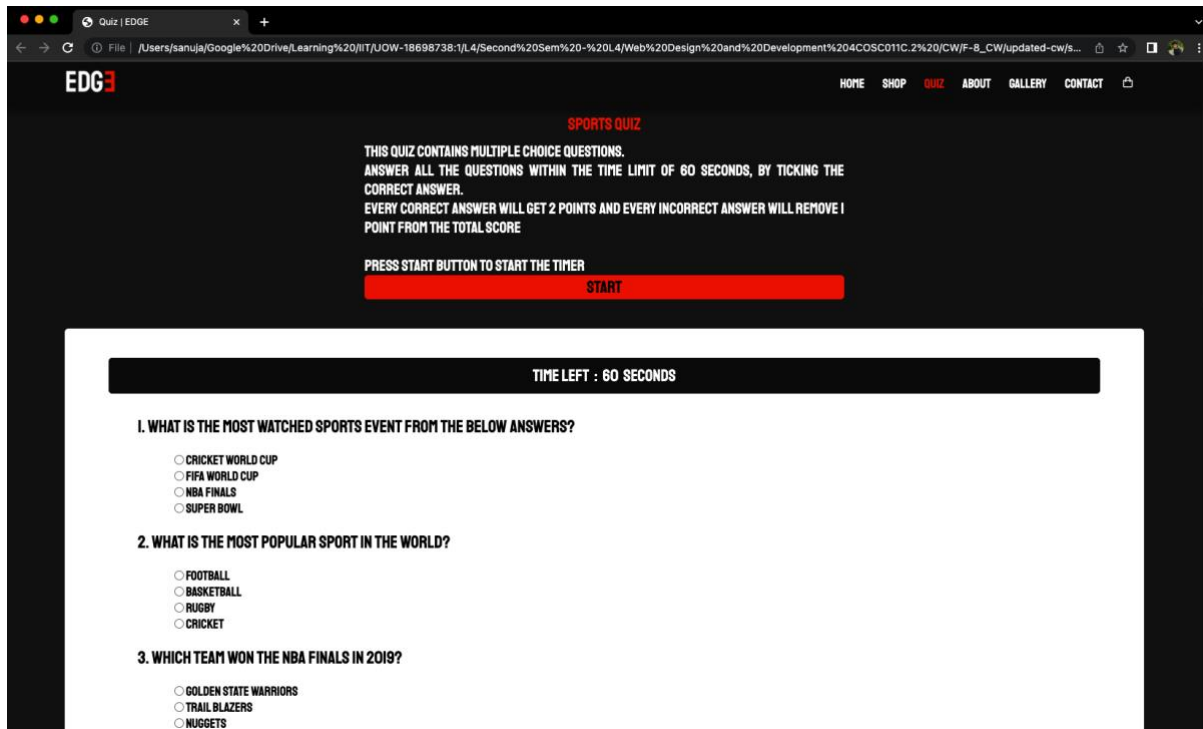 Quiz | EDGE
File | /Users/sanuja/Google%20Drive/Learning%20/IIT/UOW-18698738:1/L4/Second%20Sem%20-%20L4/Web%20Design%20and%20Development%204COSC011C.2%20/CW/F-8_CW/updated-cw/s...
EDGE
HOME SHOP QUIZ ABOUT GALLERY CONTACT
SPORTS QUIZ
THIS QUIZ CONTAINS MULTIPLE CHOICE QUESTIONS.
ANSWER ALL THE QUESTIONS WITHIN THE TIME LIMIT OF 60 SECONDS, BY TICKING THE
CORRECT ANSWER.
EVERY CORRECT ANSWER WILL GET 2 POINTS AND EVERY INCORRECT ANSWER WILL REMOVE 1
POINT FROM THE TOTAL SCORE
PRESS START BUTTON TO START THE TIMER
START
TIME LEFT : 60 SECONDS
1. WHAT IS THE MOST WATCHED SPORTS EVENT FROM THE BELOW ANSWERS?
CRICKET WORLD CUP
FIFA WORLD CUP
NBA FINALS
SUPER BOWL
2. WHAT IS THE MOST POPULAR SPORT IN THE WORLD?
FOOTBALL
BASKETBALL
RUGBY
CRICKET
3. WHICH TEAM WON THE NBA FINALS IN 2019?
GOLDEN STATE WARRIORS
TRAIL BLAZERS
NUGGETS